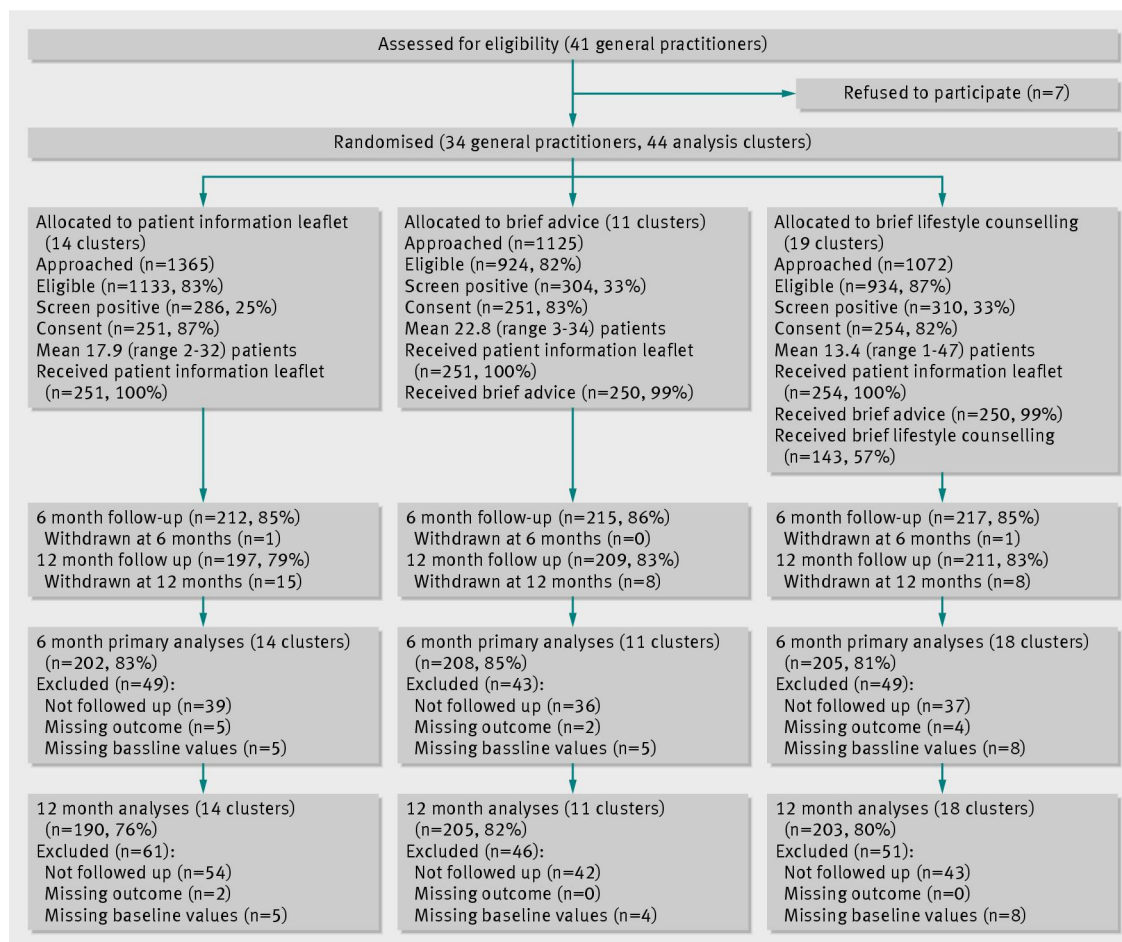 Assessed for eligibility (41 general practitioners)
Refused to participate (n=7)
Randomised (34 general practitioners, 44 analysis clusters)
Allocated to patient information leaflet
(14 clusters)
Approached (n=1365)
Eligible (n=1133, 83%)
Screen positive (n=286, 25%)
Consent (n=251, 87%)
Mean 17.9 (range 2-32) patients
Received patient information leaflet
(n=251, 100%)
Allocated to brief advice (11 clusters)
Approached (n=1125)
Eligible (n=924, 82%)
Screen positive (n=304, 33%)
Consent (n=251, 83%)
Mean 22.8 (range 3-34) patients
Received patient information leaflet
(n=251, 100%)
Received brief advice (n=250, 99%)
Allocated to brief lifestyle counselling
(19 clusters)
Approached (n=1072)
Eligible (n=934, 87%)
Screen positive (n=310, 33%)
Consent (n=254, 82%)
Mean 13.4 (range 1-47) patients
Received patient information leaflet
(n=254, 100%)
Received brief advice (n=250, 99%)
Received brief lifestyle counselling
(n=143, 57%)
6 month follow-up (n=212, 85%)
Withdrawn at 6 months (n=1)
12 month follow up (n=197, 79%)
Withdrawn at 12 months (n=15)
6 month follow-up (n=215, 86%)
Withdrawn at 6 months (n=0)
12 month follow up (n=209, 83%)
Withdrawn at 12 months (n=8)
6 month follow-up (n=217, 85%)
Withdrawn at 6 months (n=1)
12 month follow up (n=211, 83%)
Withdrawn at 12 months (n=8)
6 month primary analyses (14 clusters)
(n=202, 83%)
Excluded (n=49):
Not followed up (n=39)
Missing outcome (n=5)
Missing bassline values (n=5)
6 month primary analyses (11 clusters)
(n=208, 85%)
Excluded (n=43):
Not followed up (n=36)
Missing outcome (n=2)
Missing bassline values (n=5)
6 month primary analyses (18 clusters)
(n=205, 81%)
Excluded (n=49):
Not followed up (n=37)
Missing outcome (n=4)
Missing bassline values (n=8)
12 month analyses (14 clusters)
(n=190, 76%)
Excluded (n=61):
Not followed up (n=54)
Missing outcome (n=2)
Missing baseline values (n=5)
12 month analyses (11 clusters)
(n=205, 82%)
Excluded (n=46):
Not followed up (n=42)
Missing outcome (n=0)
Missing baseline values (n=4)
12 month analyses (18 clusters)
(n=203, 80%)
Excluded (n=51):
Not followed up (n=43)
Missing outcome (n=0)
Missing baseline values (n=8)